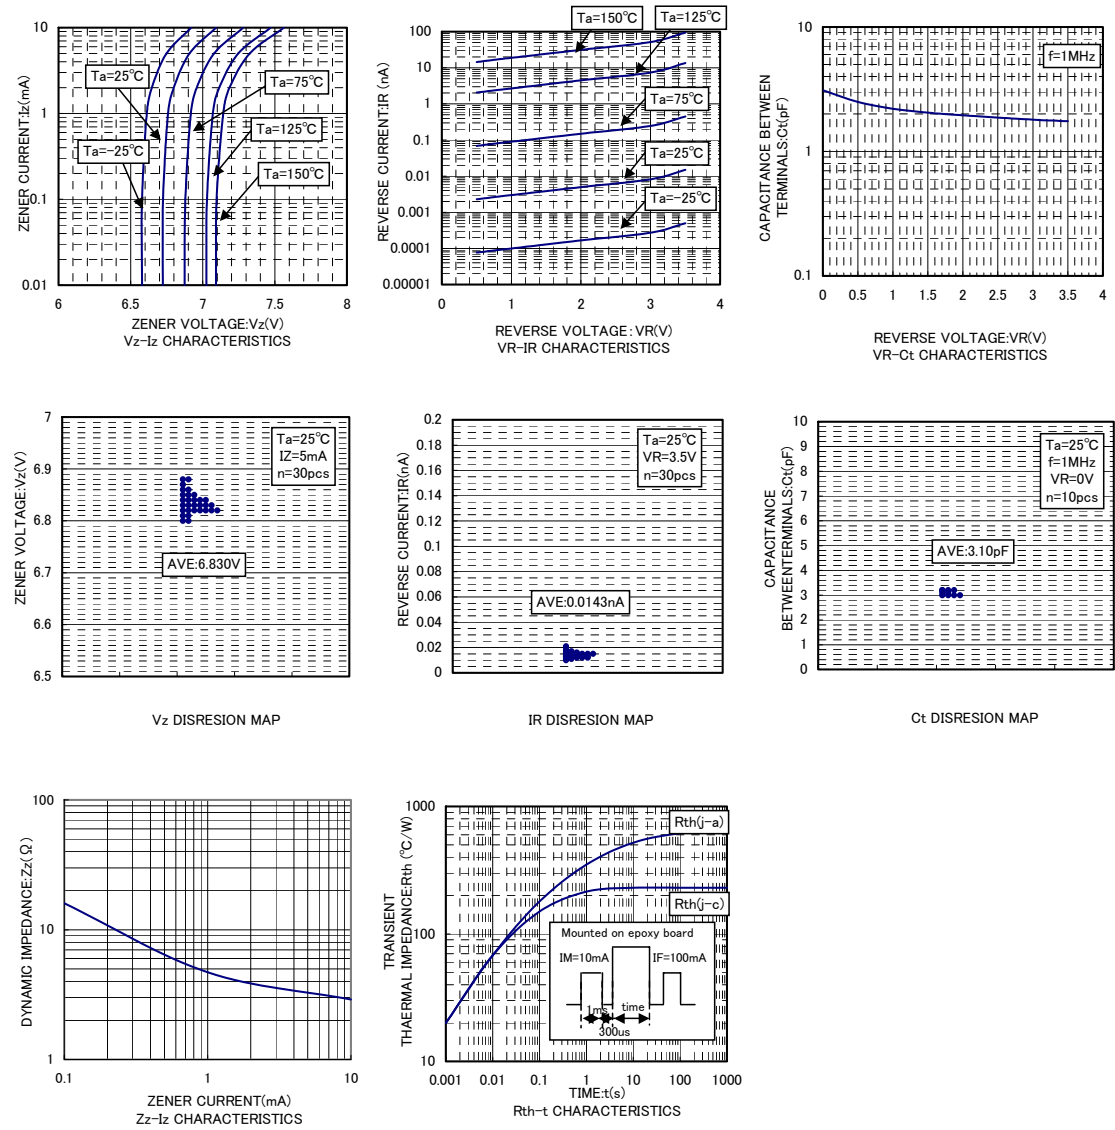 10
1
0.1
0.01
ZENER CURRENT:Iz(mA)
Ta=25℃
Ta=75℃
Ta=125℃
Ta=-25℃
Ta=150℃
6 6.5 7 7.5 8
ZENER VOLTAGE:Vz(V)
Vz-Iz CHARACTERISTICS
Ta=150℃
Ta=125℃
100
10
1
0.1
0.01
0.001
0.0001
0.00001
REVERSE CURRENT:IR (nA)
Ta=75℃
Ta=25℃
Ta=-25℃
0 1 2 3 4
REVERSE VOLTAGE:VR(V)
VR-IR CHARACTERISTICS
10
1
0.1
CAPACITANCE BETWEEN
TERMINALS:Ct(pF)
f=1MHz
0 0.5 1 1.5 2 2.5 3 3.5 4
REVERSE VOLTAGE:VR(V)
VR-Ct CHARACTERISTICS
7
6.9
6.8
6.7
6.6
6.5
ZENER VOLTAGE:Vz(V)
Ta=25℃
IZ=5mA
n=30pcs
AVE:6.830V
Vz DISRESION MAP
0.2
0.18
0.16
0.14
0.12
0.1
0.08
0.06
0.04
0.02
0
REVERSE CURRENT:IR(nA)
Ta=25℃
VR=3.5V
n=30pcs
AVE:0.0143nA
IR DISRESION MAP
10
9
8
7
6
5
4
3
2
1
0
CAPACITANCE
BETWEENTERMINALS:Ct(pF)
Ta=25℃
f=1MHz
VR=0V
n=10pcs
AVE:3.10pF
Ct DISRESION MAP
100
10
1
DYNAMIC IMPEDANCE:Zz(Ω)
0.1 1 10
ZENER CURRENT(mA)
Zz-Iz CHARACTERISTICS
1000
100
10
TRANSIENT
THAERMAL IMPEDANCE:Rth (℃/W)
Rth(j-a)
Rth(j-c)
Mounted on epoxy board
IM=10mA IF=100mA
1ms time
300us
0.001 0.01 0.1 1 10 100 1000
TIME:t(s)
Rth-t CHARACTERISTICS